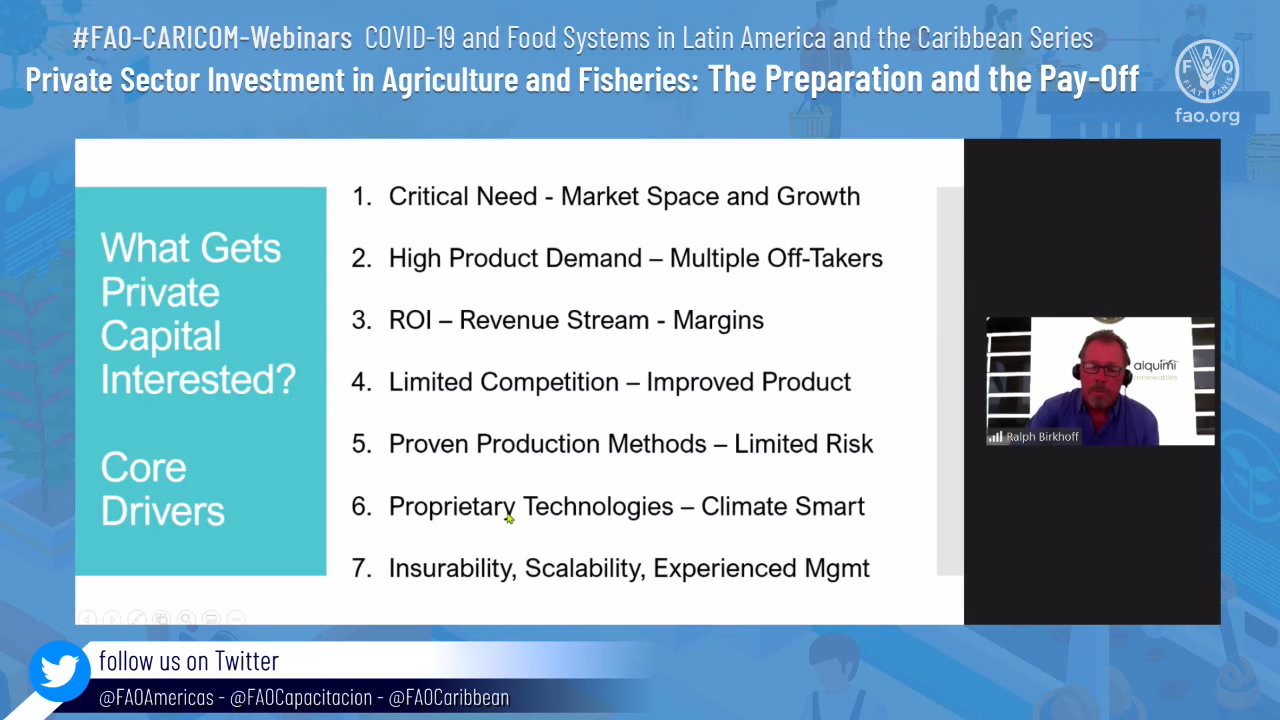 #FAO-CARICOM-Webinars COVID-19 and Food Systems in Latin America and the Caribbean Series
Private Sector Investment in Agriculture and Fisheries: The Preparation and the Pay-Off
F A O
FIAT PANIS
fao.org
What Gets
Private
Capital
Interested?
Core
Drivers
1. Critical Need - Market Space and Growth
2. High Product Demand – Multiple Off-Takers
3. ROI – Revenue Stream - Margins
4. Limited Competition – Improved Product
5. Proven Production Methods – Limited Risk
6. Proprietary Technologies – Climate Smart
7. Insurability, Scalability, Experienced Mgmt
alquimi
renewables
Ralph Birkhoff
follow us on Twitter
@FAOAmericas - @FAOCapacitacion - @FAOCaribbean